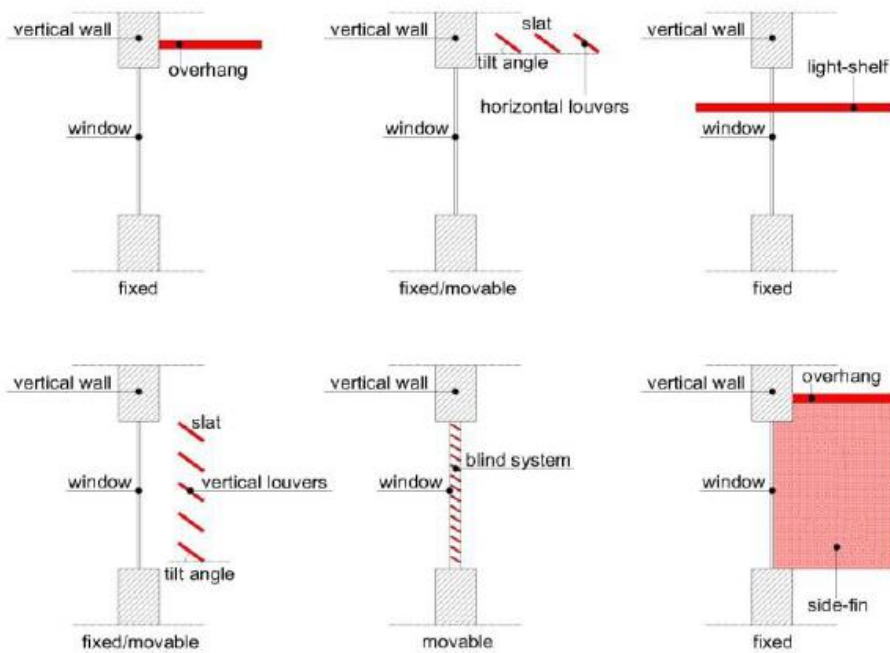 vertical wall
overhang
window
fixed
vertical wall
slat
tilt angle
horizontal louvers
window
fixed/movable
vertical wall
light-shelf
window
fixed
vertical wall
slat
window
vertical louvers
tilt angle
fixed/movable
vertical wall
blind system
window
movable
overhang
vertical wall
window
side-fin
fixed